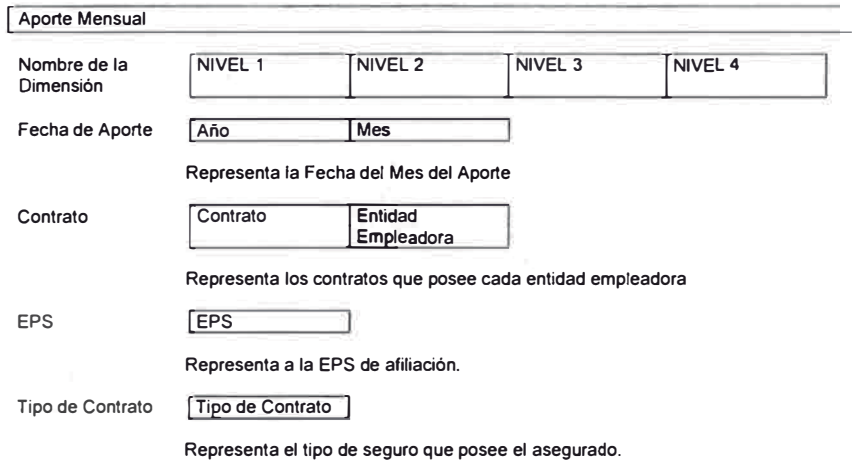 Aporte Mensual
Nombre de la Dimensión NIVEL 1 NIVEL 2 NIVEL 3 NIVEL 4
Fecha de Aporte Año Mes
Representa la Fecha del Mes del Aporte
Contrato Contrato Entidad Empleadora
Representa los contratos que posee cada entidad empleadora
EPS EPS
Representa a la EPS de afiliación.
Tipo de Contrato Tipo de Contrato
Representa el tipo de seguro que posee el asegurado.